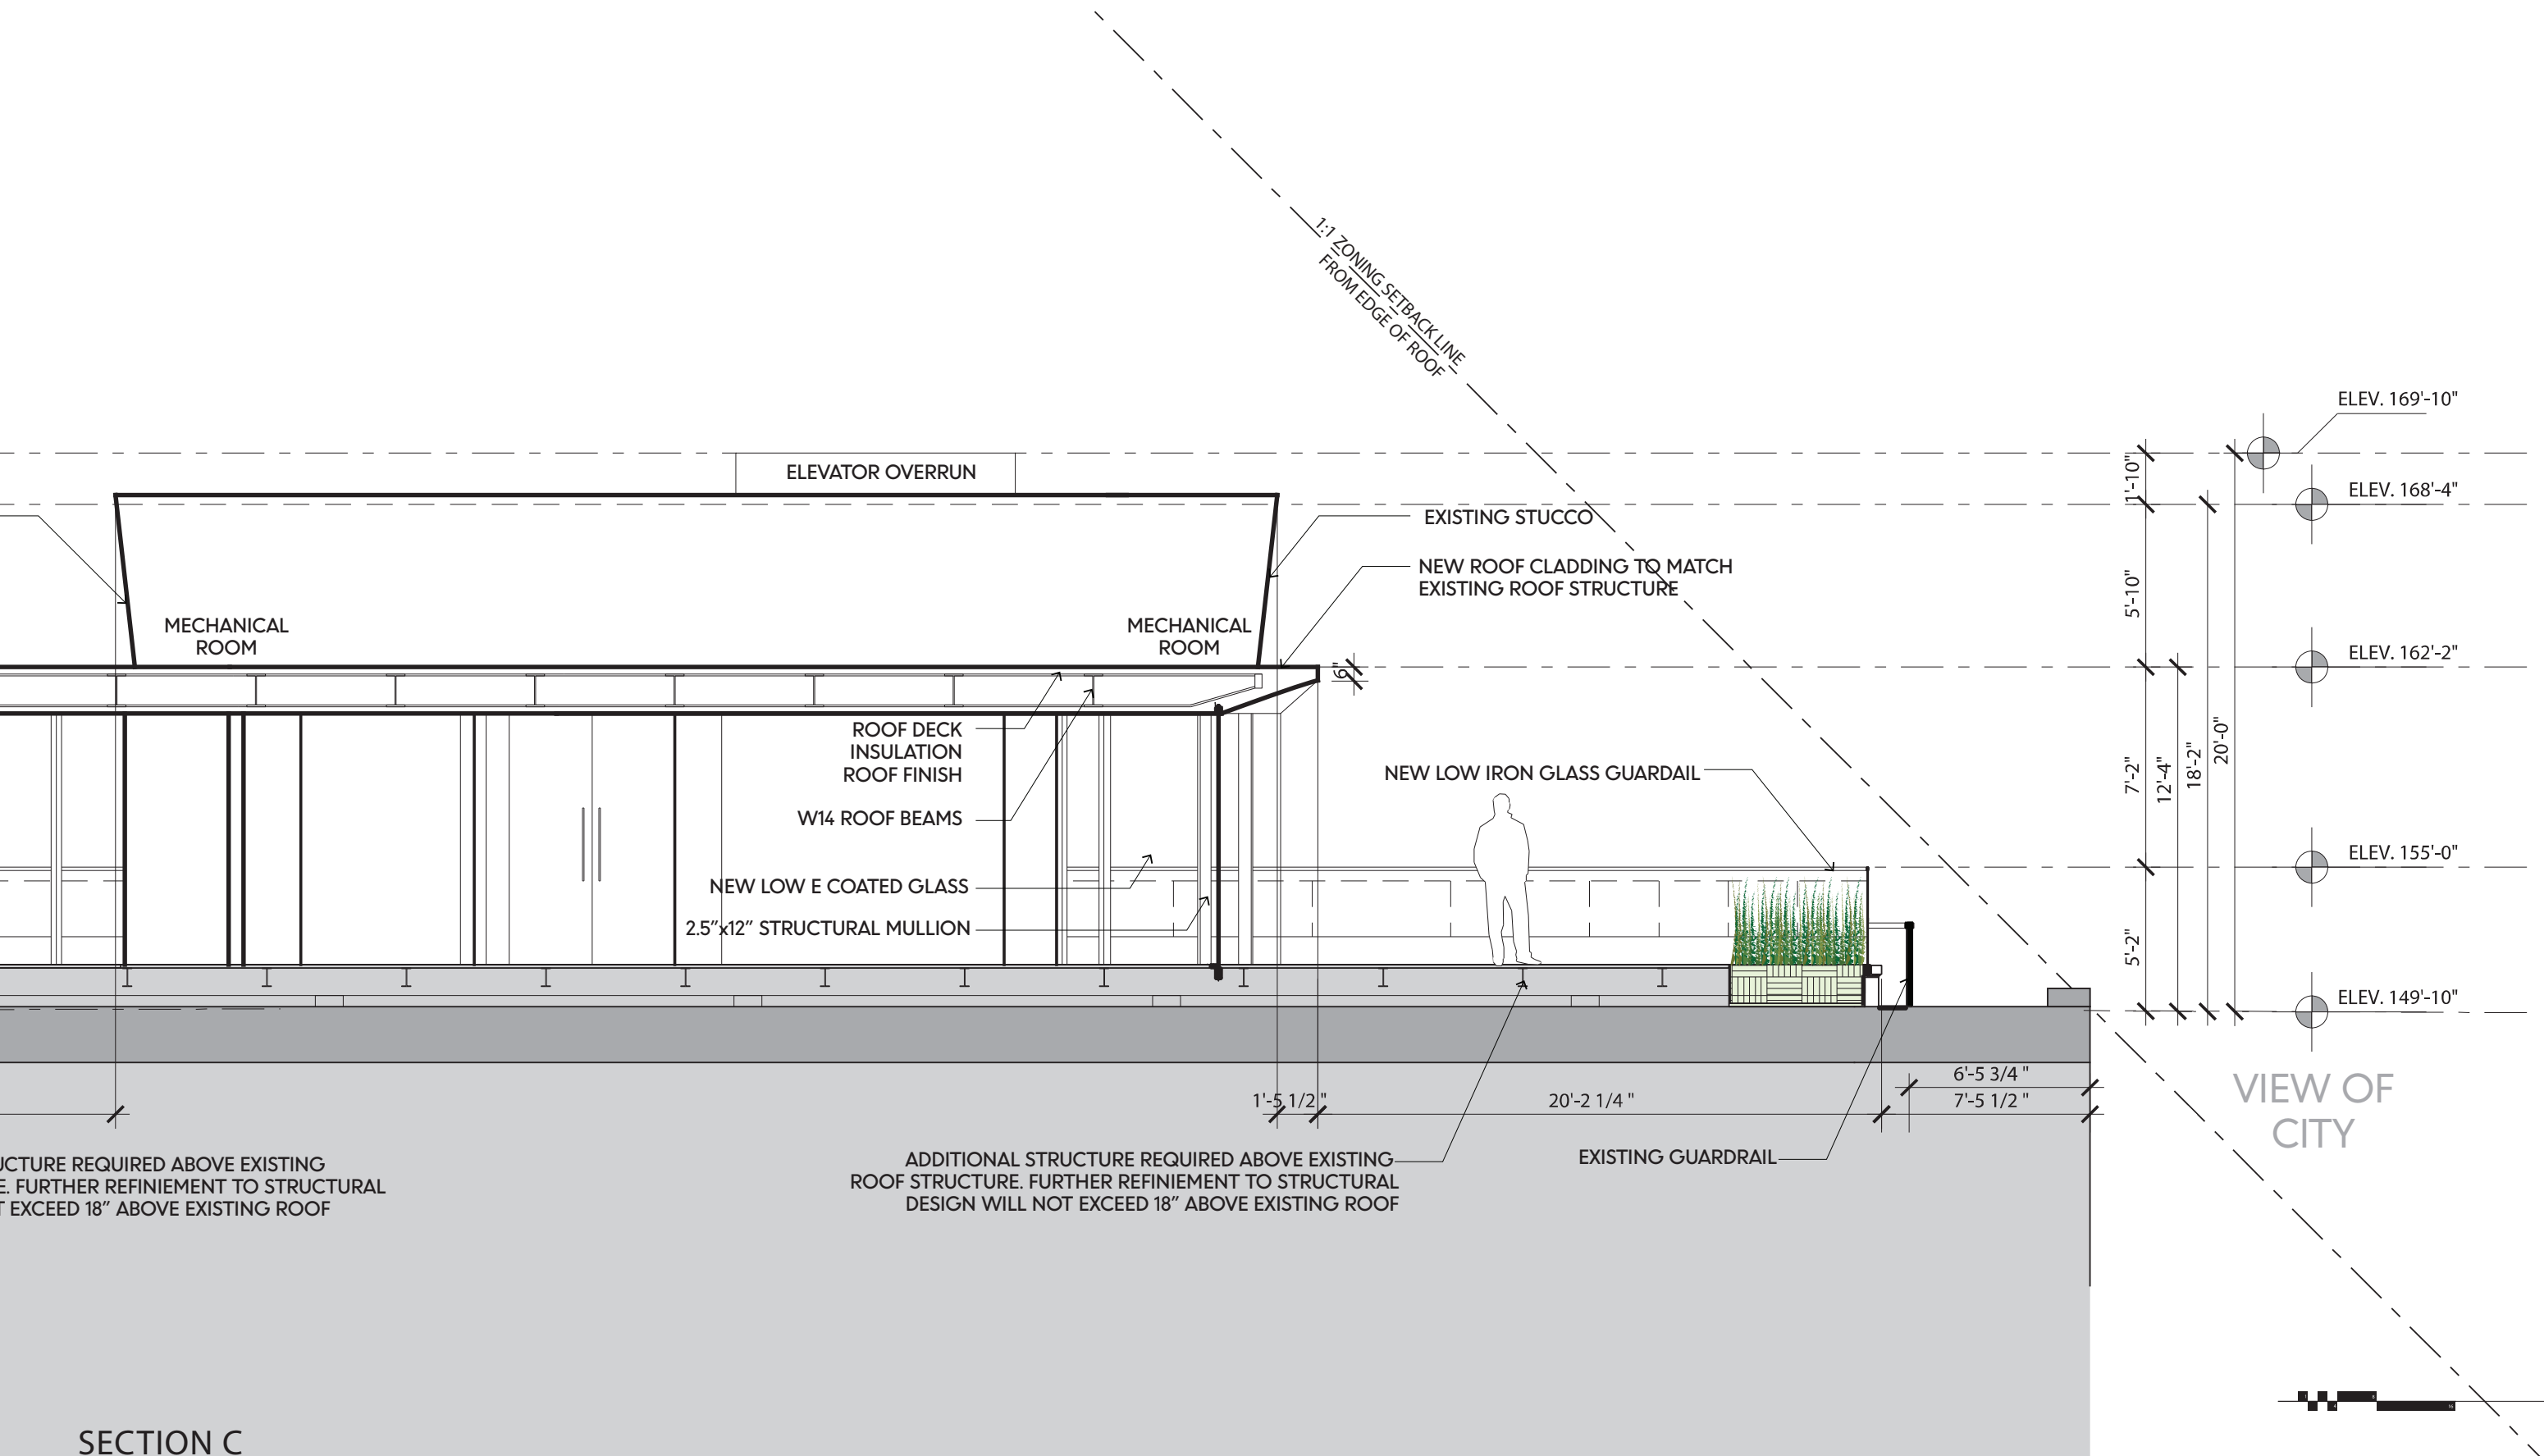 1:1 ZONING SETBACK LINE
FROM EDGE OF ROOF
ELEV. 169'-10"
ELEVATOR OVERRUN
1'-10"
ELEV. 168'-4"
EXISTING STUCCO
NEW ROOF CLADDING TO MATCH
EXISTING ROOF STRUCTURE
5'-10"
MECHANICAL
ROOM
MECHANICAL
ROOM
6"
ELEV. 162'-2"
ROOF DECK
INSULATION
ROOF FINISH
W14 ROOF BEAMS
NEW LOW IRON GLASS GUARDAIL
7'-2"
12'-4"
18'-2"
20'-0"
ELEV. 155'-0"
NEW LOW E COATED GLASS
2.5"x12" STRUCTURAL MULLION
5'-2"
ELEV. 149'-10"
6'-5 3/4 "
1'-5 1/2 "
20'-2 1/4 "
7'-5 1/2 "
VIEW OF
CITY
UCTURE REQUIRED ABOVE EXISTING
E. FURTHER REFINIEMENT TO STRUCTURAL
T EXCEED 18" ABOVE EXISTING ROOF
ADDITIONAL STRUCTURE REQUIRED ABOVE EXISTING
ROOF STRUCTURE. FURTHER REFINIEMENT TO STRUCTURAL
DESIGN WILL NOT EXCEED 18" ABOVE EXISTING ROOF
EXISTING GUARDRAIL
SECTION C